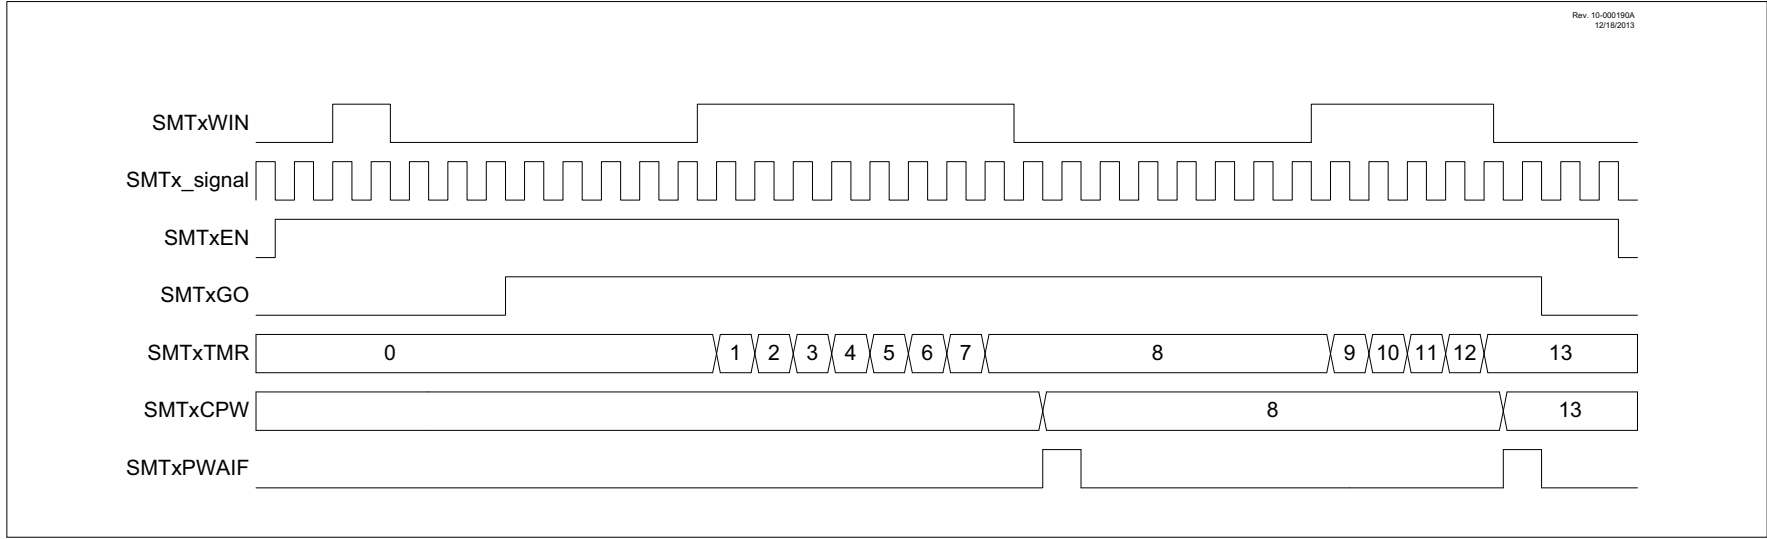 Rev. 10-000190A
12/18/2013
SMTxWIN
SMTx_signal
SMTxEN
SMTxGO
SMTxTMR 0 1 2 3 4 5 6 7 8 9 10 11 12 13
SMTxCPW 8 13
SMTxPWAIF